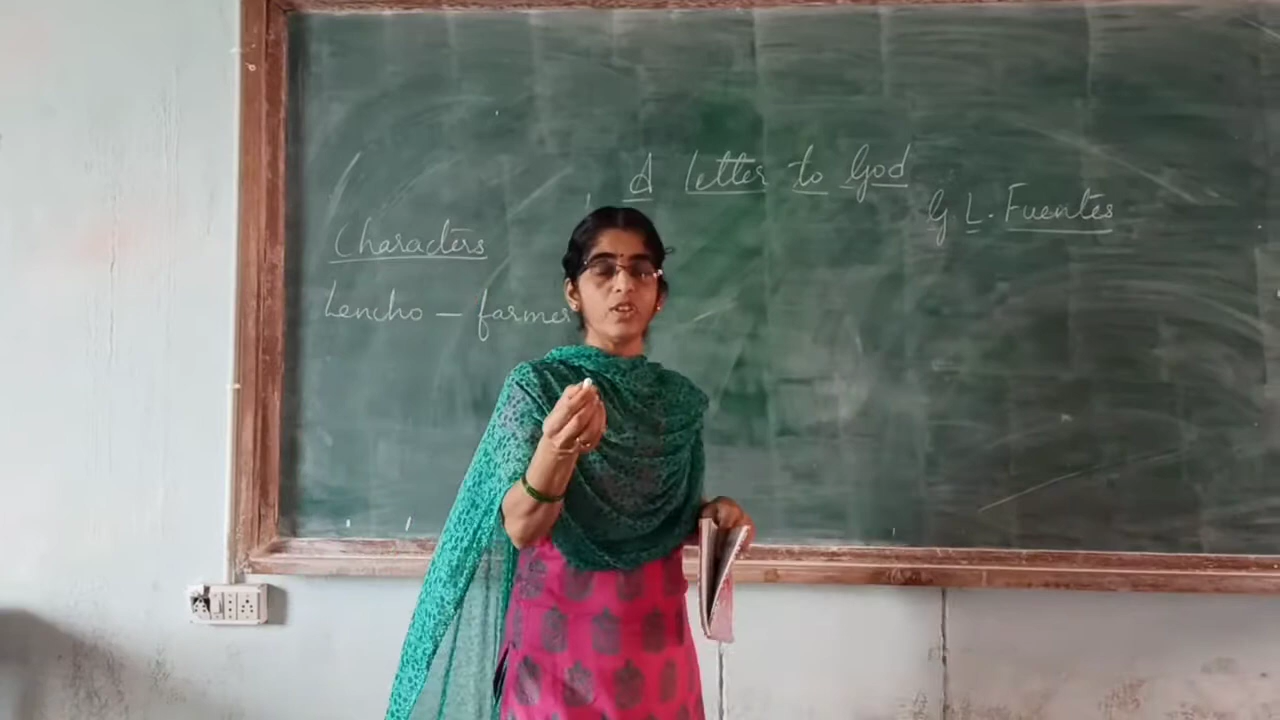 A Letter to God
G L. Fuentes
Characters
Lencho – farmer